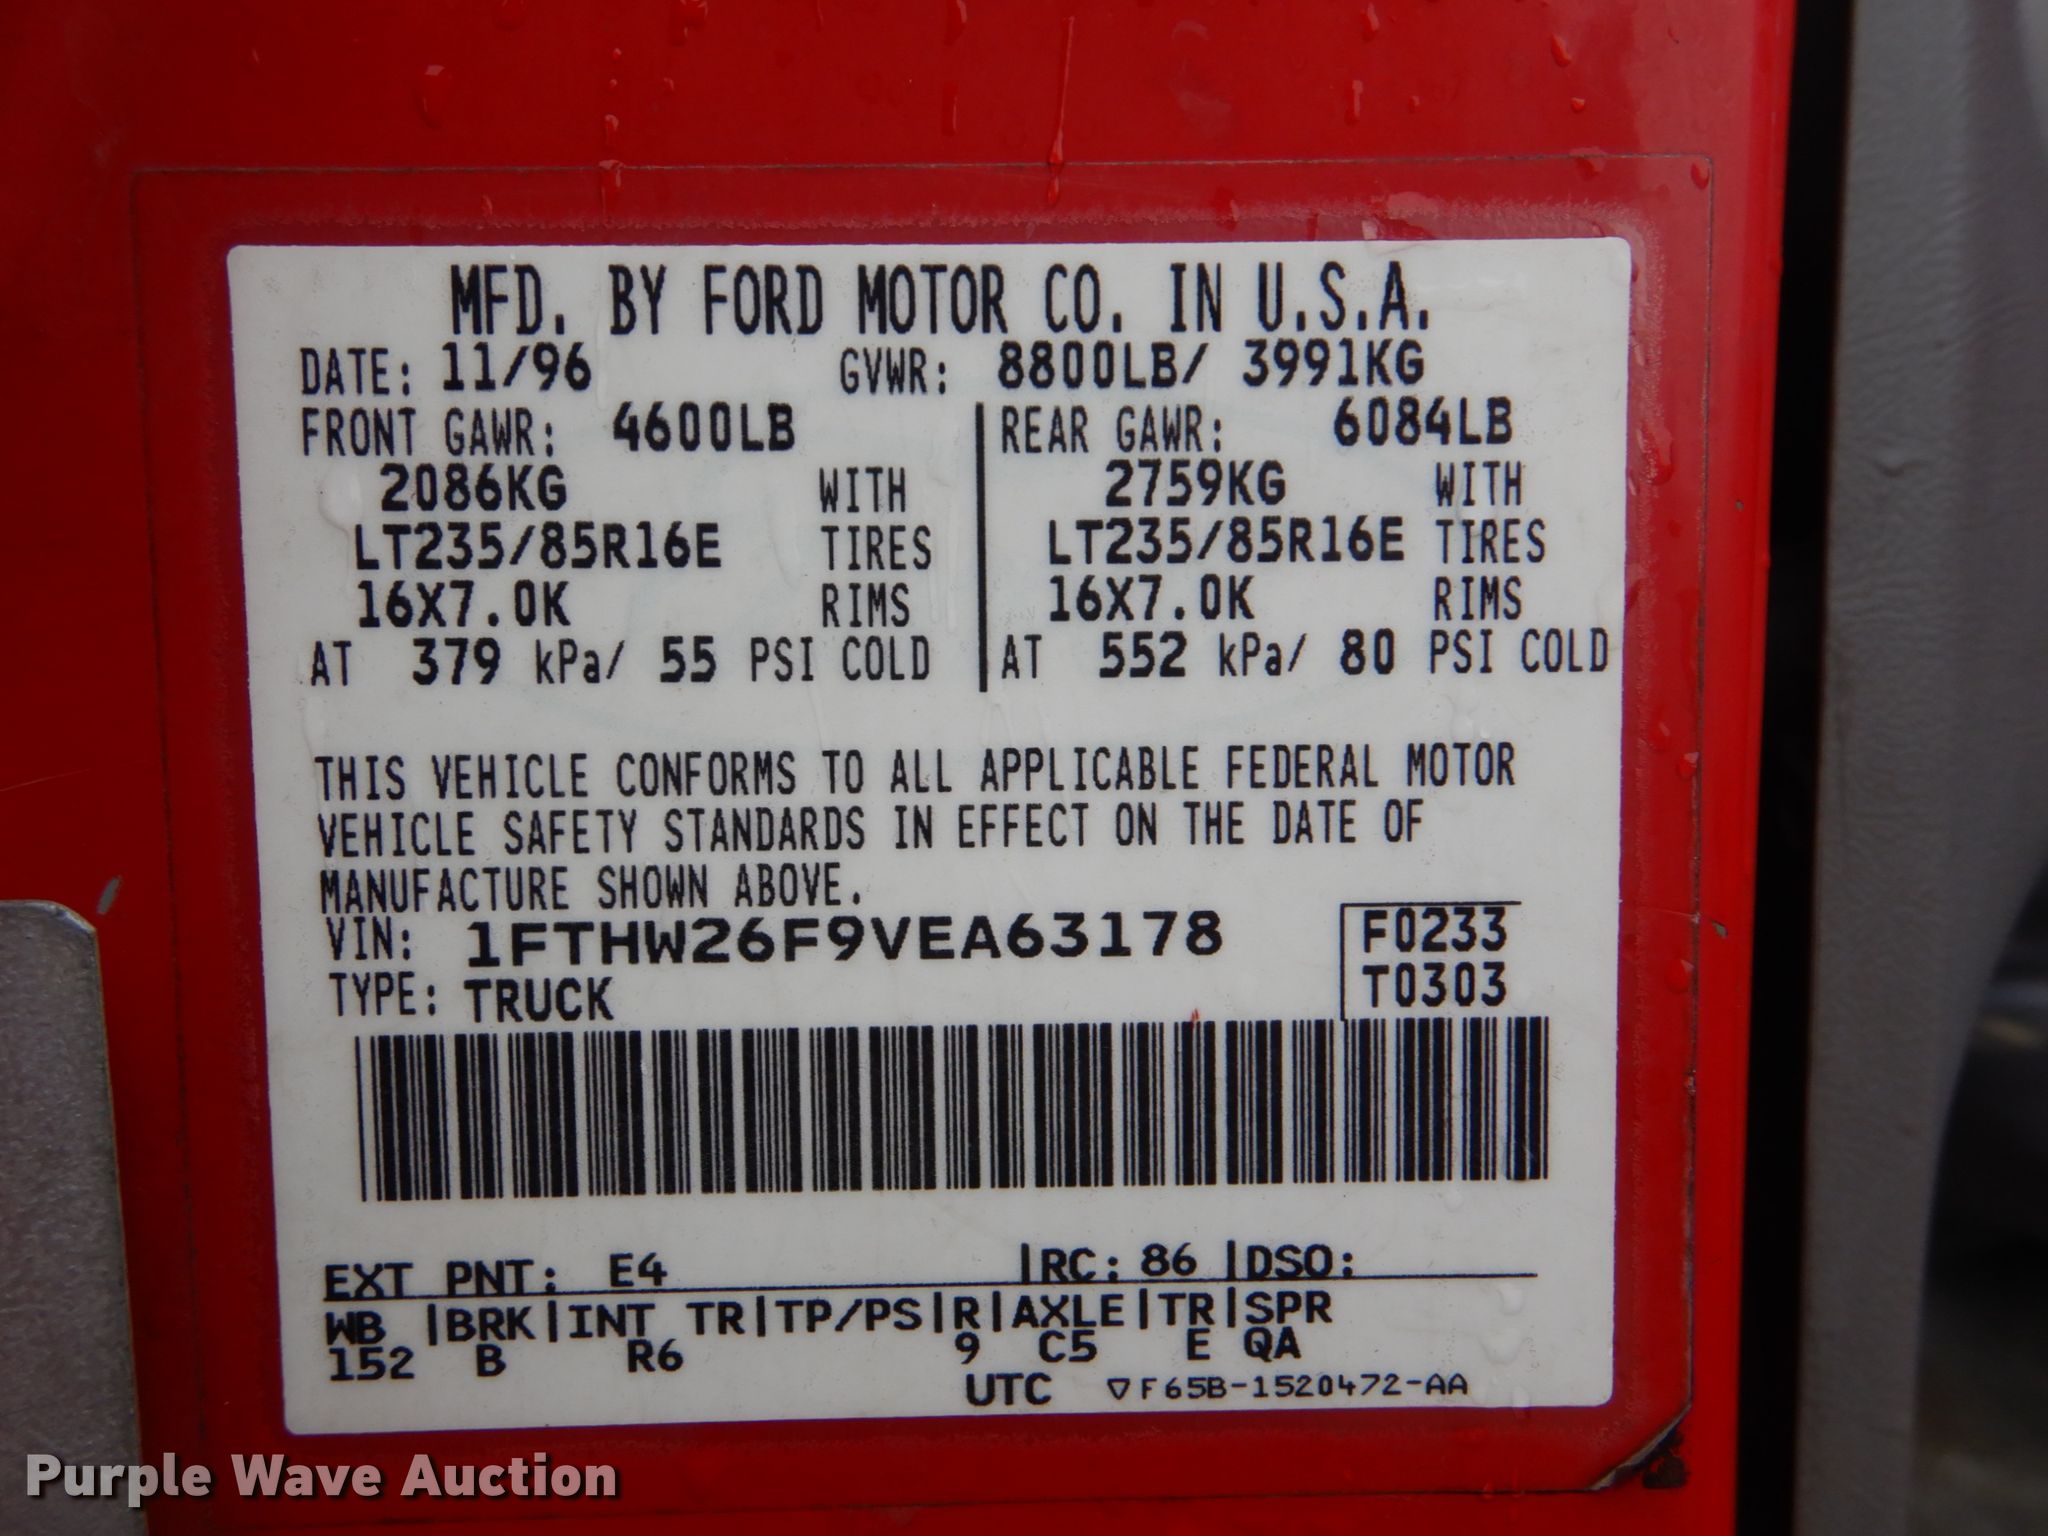 MFD. BY FORD MOTOR CO. IN U.S.A.
DATE: 11/96 GVWR: 8800LB/ 3991KG
FRONT GAWR: 4600LB REAR GAWR: 6084LB
2086KG WITH 2759KG WITH
LT235/85R16E TIRES LT235/85R16E TIRES
16X7.0K RIMS 16X7.0K RIMS
AT 379 kPa/ 55 PSI COLD AT 552 kPa/ 80 PSI COLD
THIS VEHICLE CONFORMS TO ALL APPLICABLE FEDERAL MOTOR
VEHICLE SAFETY STANDARDS IN EFFECT ON THE DATE OF
MANUFACTURE SHOWN ABOVE.
VIN: 1FTHW26F9VEA63178 F0233
TYPE: TRUCK T0303
EXT PNT: E4 |RC: 86 |DSO:
WB |BRK|INT TR|TP/PS|R|AXLE|TR|SPR
152 B R6 9 C5 E QA
UTC ▽F65B-1520472-AA
Purple Wave Auction